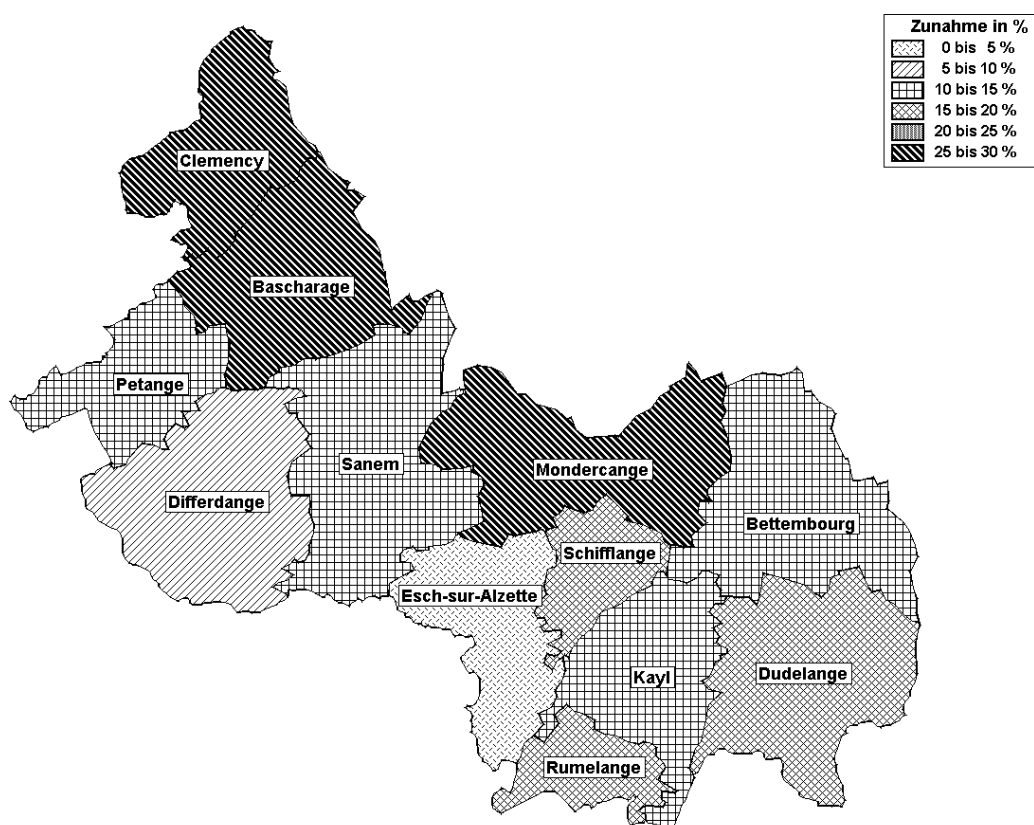 Zunahme in %
0 bis 5 %
5 bis 10 %
10 bis 15 %
15 bis 20 %
20 bis 25 %
25 bis 30 %
Clemency
Bascharage
Petange
Sanem
Mondercange
Differdange
Bettembourg
Schifflange
Esch-sur-Alzette
Kayl
Dudelange
Rumelange